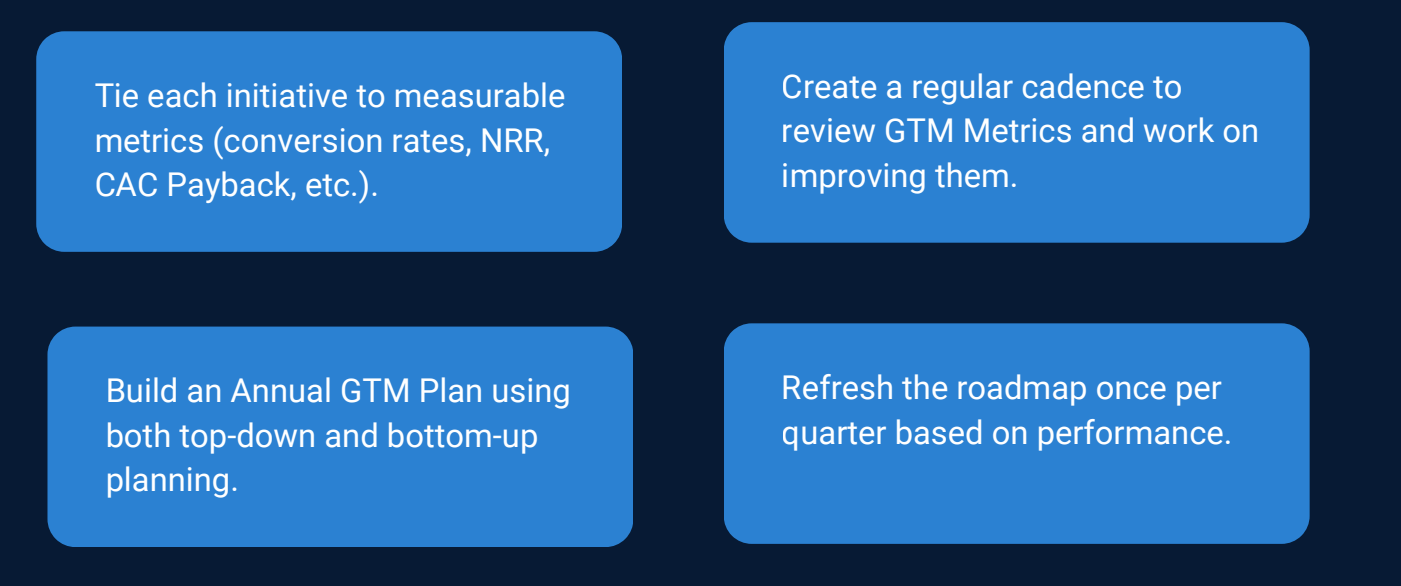 Tie each initiative to measurable
metrics (conversion rates, NRR,
CAC Payback, etc.).
Create a regular cadence to
review GTM Metrics and work on
improving them.
Build an Annual GTM Plan using
both top-down and bottom-up
planning.
Refresh the roadmap once per
quarter based on performance.